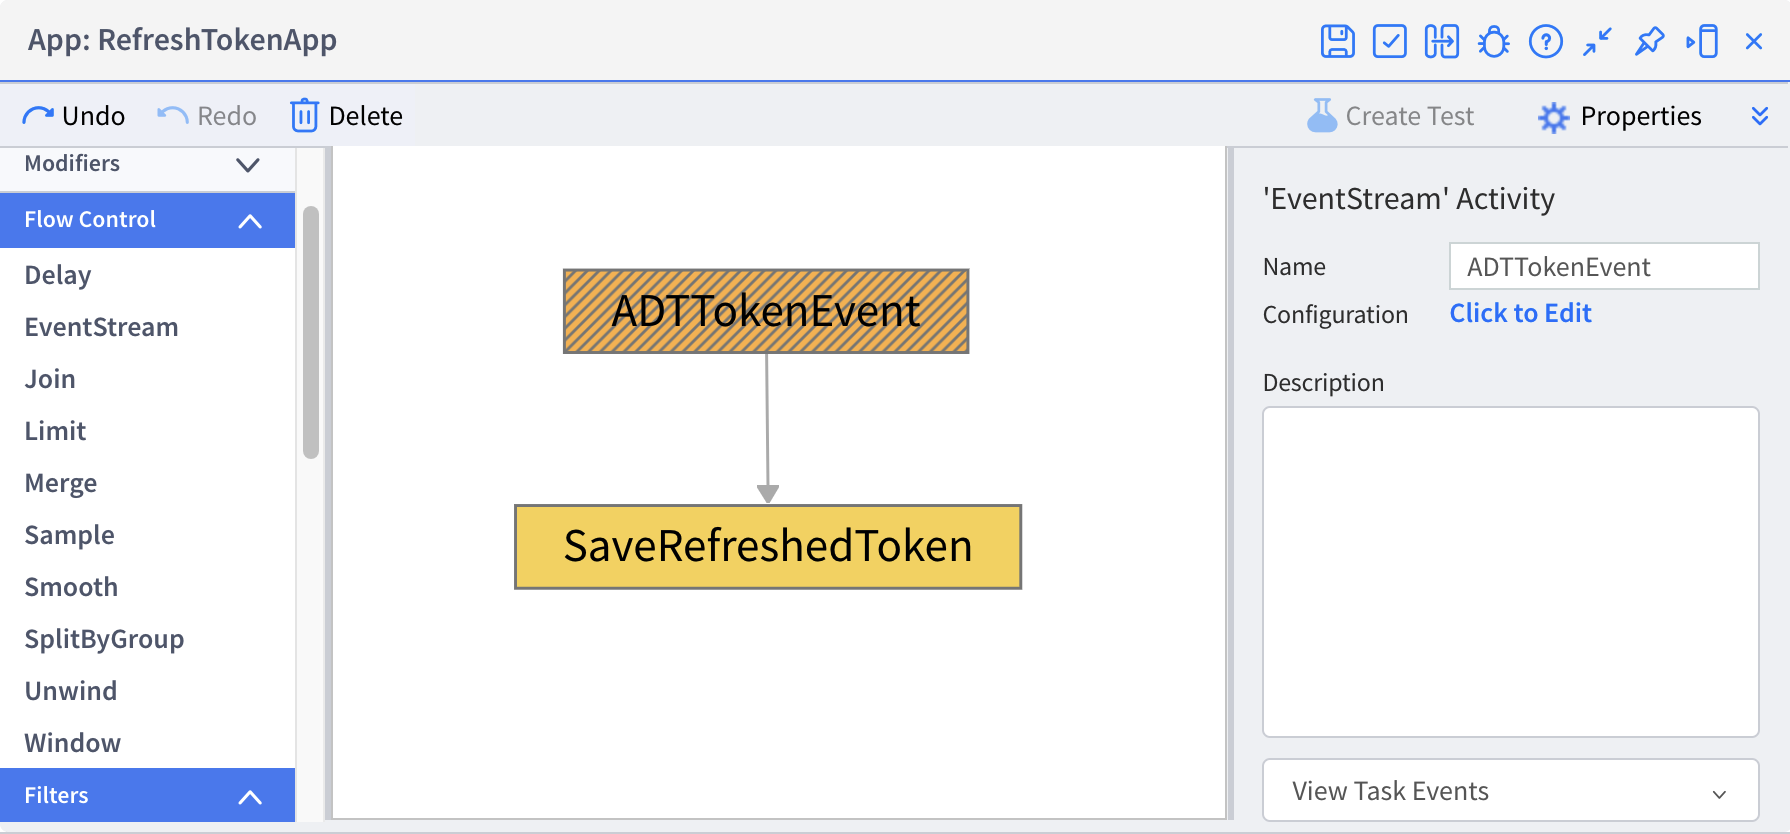 App: RefreshTokenApp
Undo Redo Delete Create Test Properties
Modifiers
Flow Control
Delay
EventStream
Join
Limit
Merge
Sample
Smooth
SplitByGroup
Unwind
Window
Filters
ADTTokenEvent
SaveRefreshedToken
'EventStream' Activity
Name ADTTokenEvent
Configuration Click to Edit
Description
View Task Events